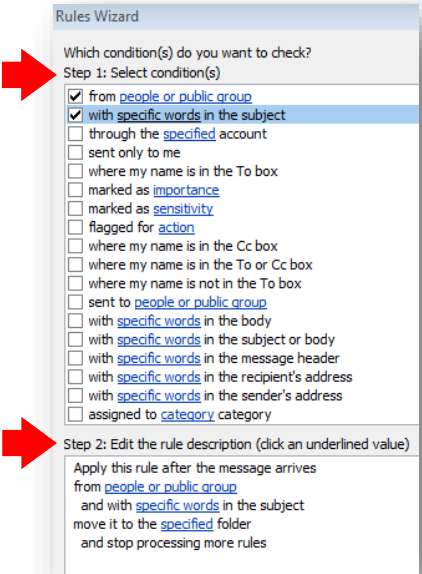 Rules Wizard
Which condition(s) do you want to check?
Step 1: Select condition(s)
from people or public group
with specific words in the subject
through the specified account
sent only to me
where my name is in the To box
marked as importance
marked as sensitivity
flagged for action
where my name is in the Cc box
where my name is in the To or Cc box
where my name is not in the To box
sent to people or public group
with specific words in the body
with specific words in the subject or body
with specific words in the message header
with specific words in the recipient's address
with specific words in the sender's address
assigned to category category
Step 2: Edit the rule description (click an underlined value)
Apply this rule after the message arrives
from people or public group
and with specific words in the subject
move it to the specified folder
and stop processing more rules